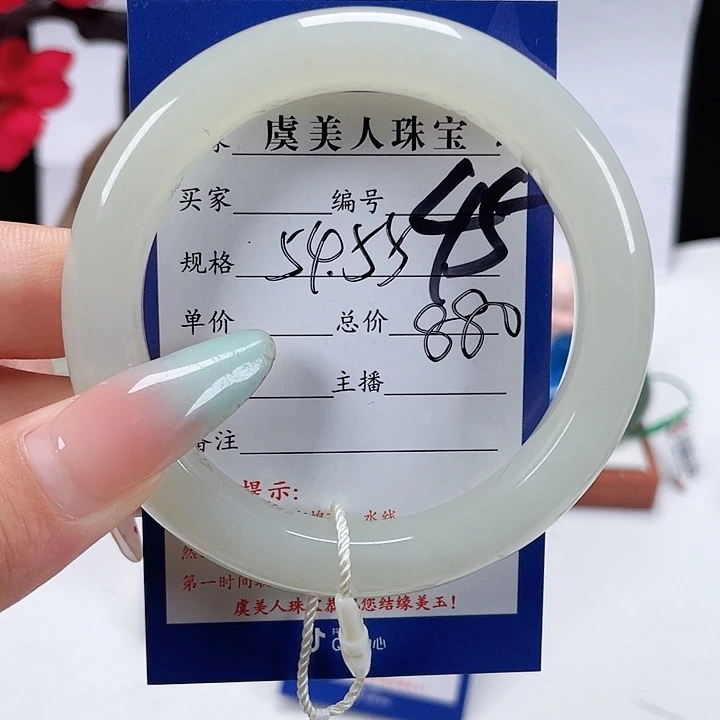 虞美人珠宝
买家 编号 45
规格 54.55
单价 总价 880
主播
备注
提示:
水线
第一时间
虞美人珠宝恭 您结缘美玉!